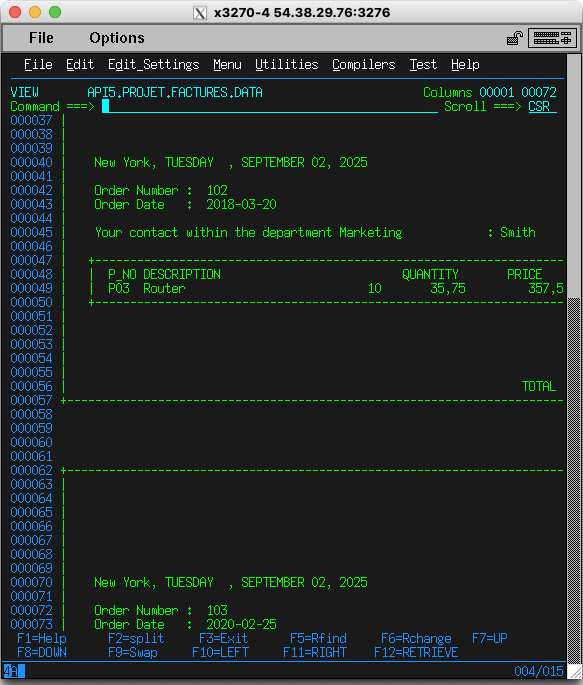 x3270-4 54.38.29.76:3276
File Options
File Edit Edit_Settings Menu Utilities Compilers Test Help
VIEW API5.PROJET.FACTURES.DATA Columns 00001 00072
Command ===> Scroll ===> CSR
000037 |
000038 |
000039 |
000040 | New York, TUESDAY , SEPTEMBER 02, 2025
000041 |
000042 | Order Number : 102
000043 | Order Date : 2018-03-20
000044 |
000045 | Your contact within the department Marketing : Smith
000046 |
000047 | +-------------------------------------------------------------------
000048 | | P_NO DESCRIPTION QUANTITY PRICE
000049 | | P03 Router 10 35,75 357,5
000050 | +-------------------------------------------------------------------
000051 |
000052 |
000053 |
000054 |
000055 |
000056 | TOTAL
000057 +-----------------------------------------------------------------------
000058
000059
000060
000061
000062 +-----------------------------------------------------------------------
000063 |
000064 |
000065 |
000066 |
000067 |
000068 |
000069 |
000070 | New York, TUESDAY , SEPTEMBER 02, 2025
000071 |
000072 | Order Number : 103
000073 | Order Date : 2020-02-25
F1=Help F2=split F3=Exit F5=Rfind F6=Rchange F7=UP
F8=DOWN F9=Swap F10=LEFT F11=RIGHT F12=RETRIEVE
4A 004/015